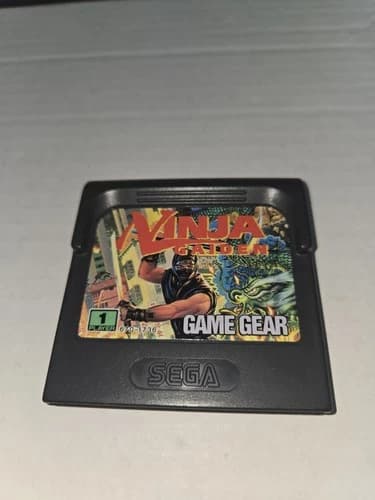 NINJA
GAIDEN
1
PLAYER
GAME GEAR
SEGA